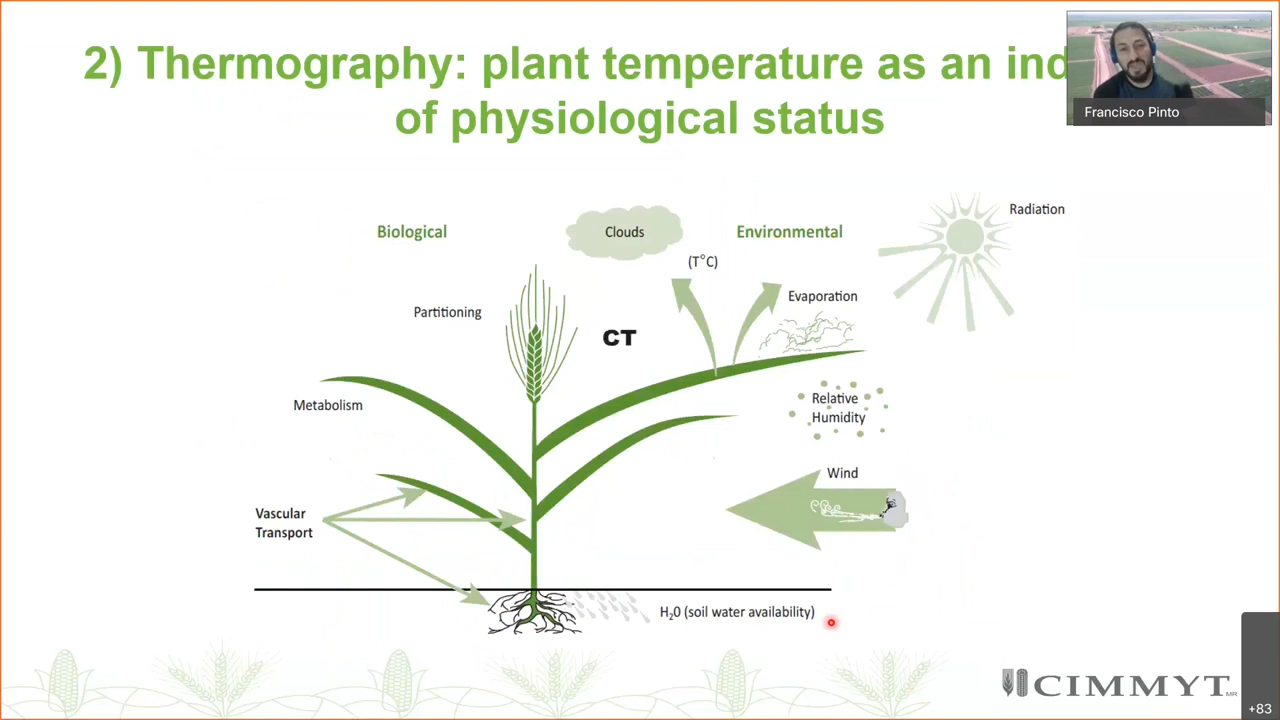 2) Thermography: plant temperature as an ind
of physiological status
Francisco Pinto
Radiation
Biological
Clouds
Environmental
(T°C)
Evaporation
Partitioning
CT
Metabolism
Relative
Humidity
Wind
Vascular
Transport
H₂0 (soil water availability)
CIMMYT MR
+83